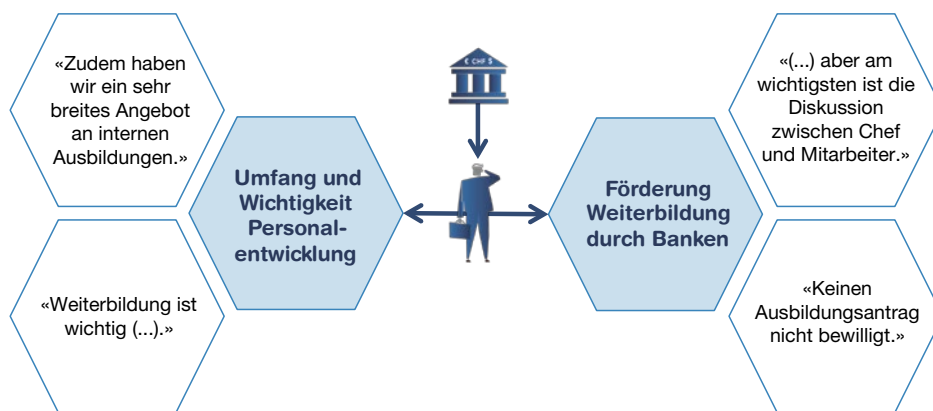 «Zudem haben
wir ein sehr
breites Angebot
an internen
Ausbildungen.»
«Weiterbildung ist
wichtig (...).»
Umfang und
Wichtigkeit
Personal-
entwicklung
€ CHF $
Förderung
Weiterbildung
durch Banken
«(...) aber am
wichtigsten ist die
Diskussion
zwischen Chef
und Mitarbeiter.»
«Keinen
Ausbildungsantrag
nicht bewilligt.»